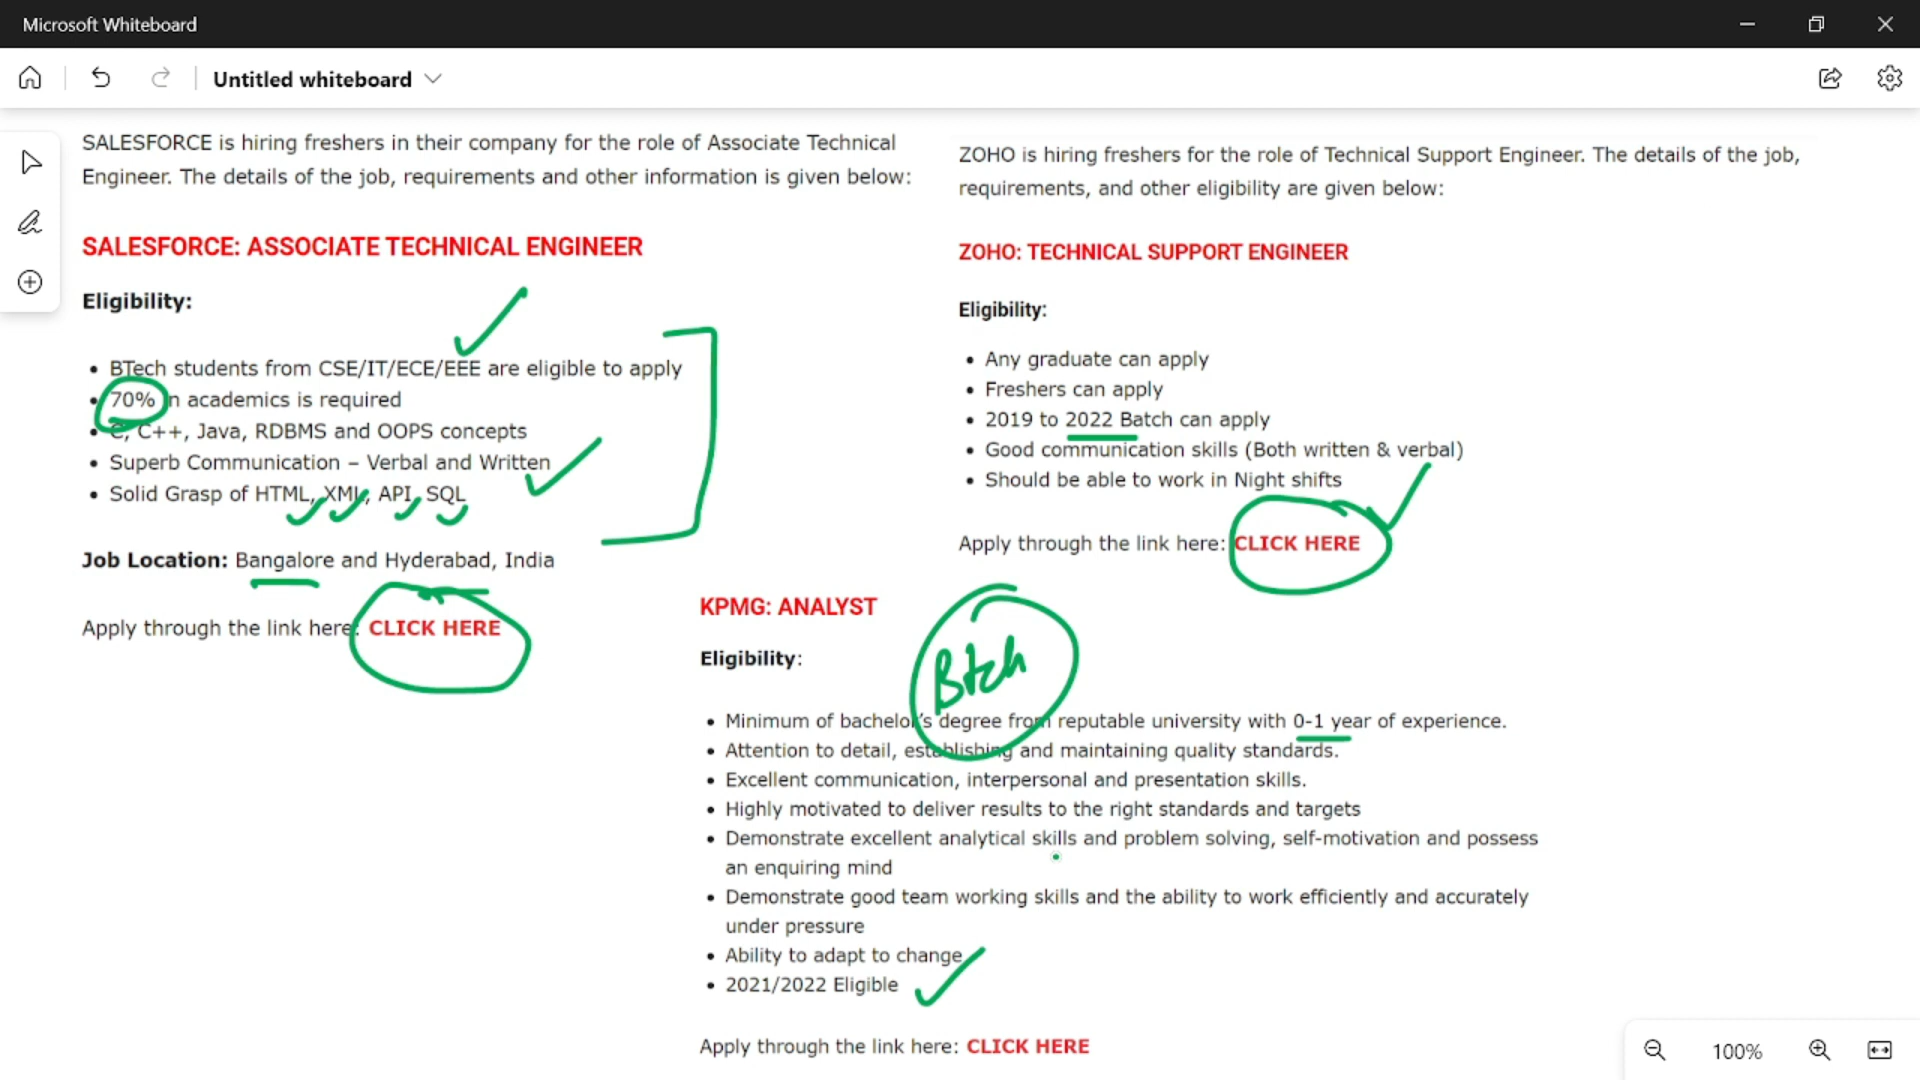 Microsoft Whiteboard
Untitled whiteboard
SALESFORCE is hiring freshers in their company for the role of Associate Technical
Engineer. The details of the job, requirements and other information is given below:
SALESFORCE: ASSOCIATE TECHNICAL ENGINEER
Eligibility:
• BTech students from CSE/IT/ECE/EEE are eligible to apply
• 70% in academics is required
• C, C++, Java, RDBMS and OOPS concepts
• Superb Communication – Verbal and Written
• Solid Grasp of HTML, XML, API, SQL
Job Location: Bangalore and Hyderabad, India
Apply through the link here: CLICK HERE
ZOHO is hiring freshers for the role of Technical Support Engineer. The details of the job,
requirements, and other eligibility are given below:
ZOHO: TECHNICAL SUPPORT ENGINEER
Eligibility:
• Any graduate can apply
• Freshers can apply
• 2019 to 2022 Batch can apply
• Good communication skills (Both written & verbal)
• Should be able to work in Night shifts
Apply through the link here: CLICK HERE
KPMG: ANALYST
Eligibility:
Btch
• Minimum of bachelor's degree from reputable university with 0-1 year of experience.
• Attention to detail, establishing and maintaining quality standards.
• Excellent communication, interpersonal and presentation skills.
• Highly motivated to deliver results to the right standards and targets
• Demonstrate excellent analytical skills and problem solving, self-motivation and possess
an enquiring mind
• Demonstrate good team working skills and the ability to work efficiently and accurately
under pressure
• Ability to adapt to change
• 2021/2022 Eligible
Apply through the link here: CLICK HERE
100%